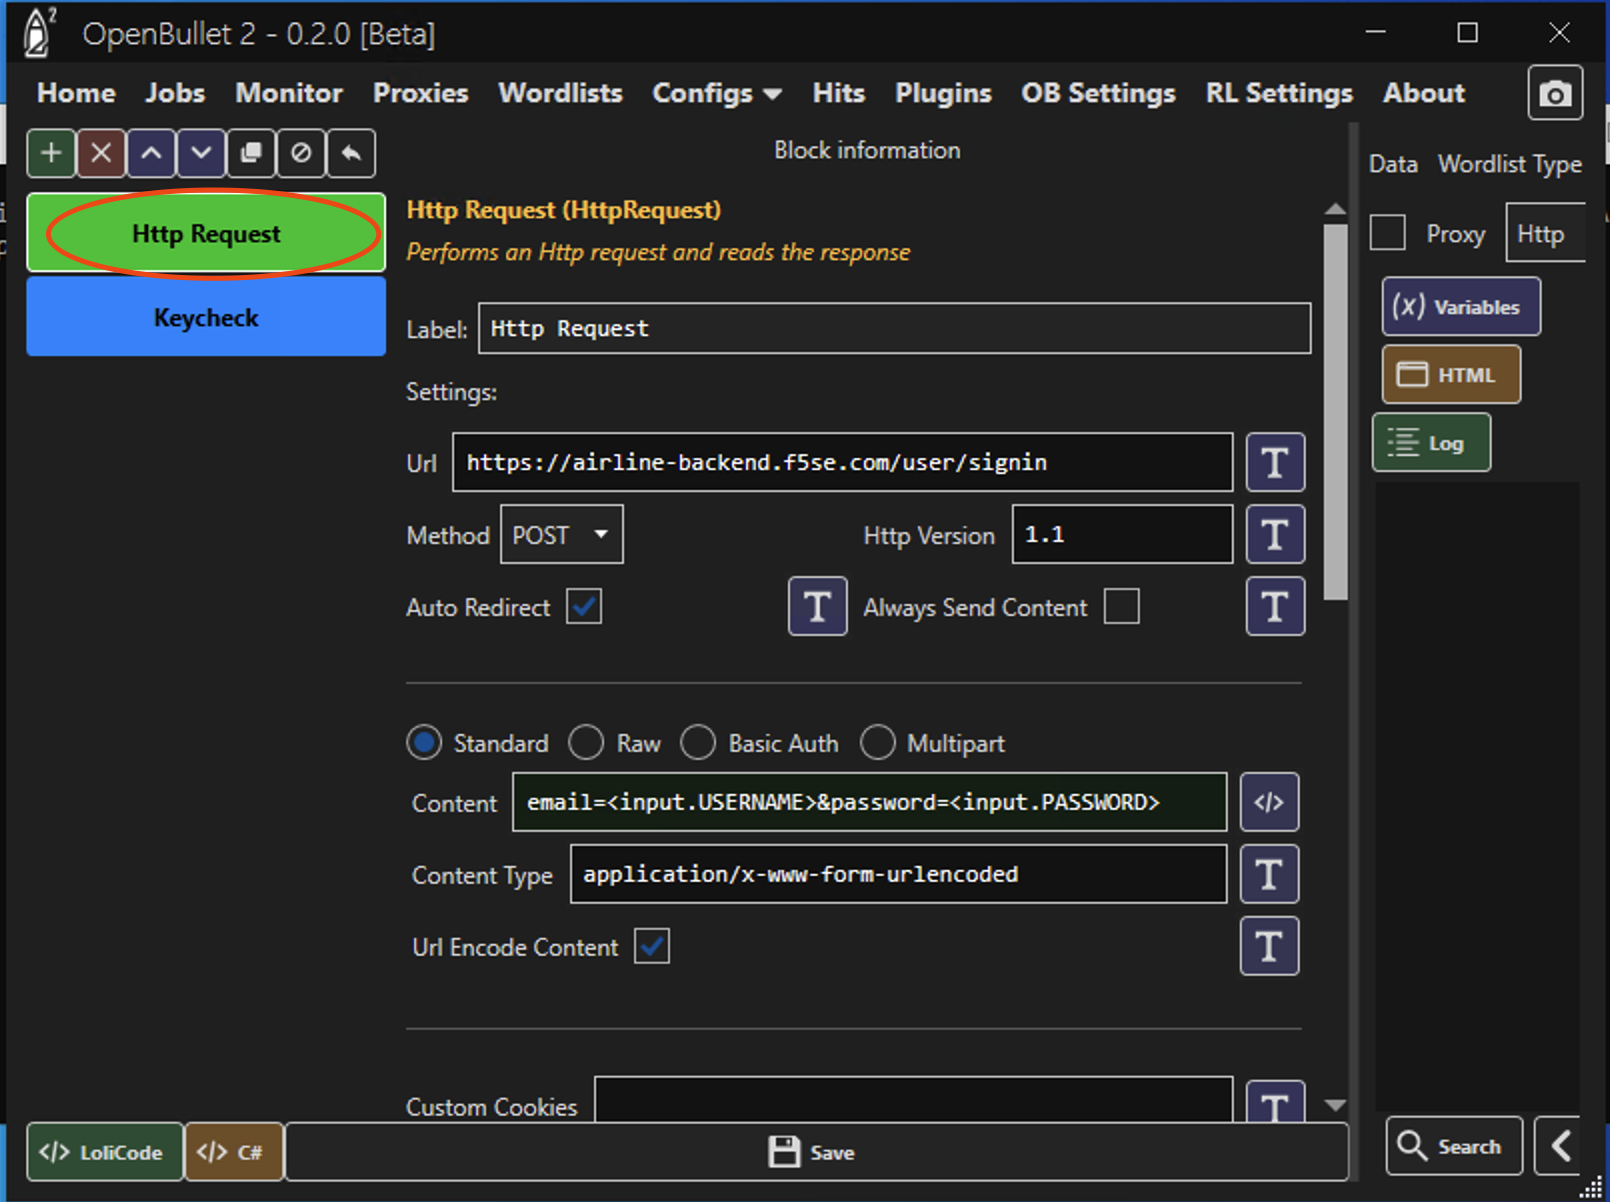 OpenBullet 2 - 0.2.0 [Beta]
Home Jobs Monitor Proxies Wordlists Configs Hits Plugins OB Settings RL Settings About
Block information
Data Wordlist Type
Http Request
Keycheck
Http Request (HttpRequest)
Performs an Http request and reads the response
Label: Http Request
Settings:
Url https://airline-backend.f5se.com/user/signin T
Method POST Http Version 1.1 T
Auto Redirect T Always Send Content T
Standard Raw Basic Auth Multipart
Content email=<input.USERNAME>&password=<input.PASSWORD> </>
Content Type application/x-www-form-urlencoded T
Url Encode Content T
Custom Cookies T
Proxy Http
(x) Variables
HTML
Log
</> LoliCode </> C# Save
Search